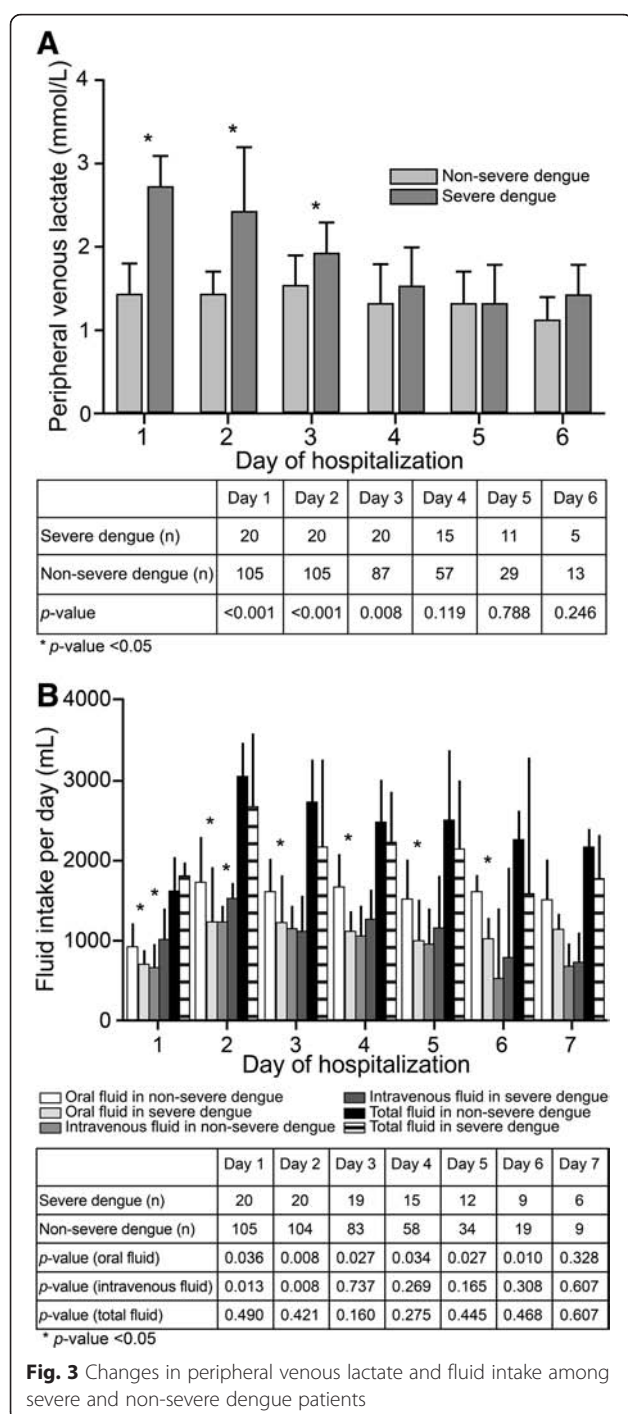 A
Peripheral venous lactate (mmol/L)
4
3
2
1
0
* * *
Non-severe dengue
Severe dengue
1 2 3 4 5 6
Day of hospitalization
Day 1 Day 2 Day 3 Day 4 Day 5 Day 6
Severe dengue (n) 20 20 20 15 11 5
Non-severe dengue (n) 105 105 87 57 29 13
p-value <0.001 <0.001 0.008 0.119 0.788 0.246
* p-value <0.05
B
Fluid intake per day (mL)
4000
3000
2000
1000
0
* * * * * * * *
1 2 3 4 5 6 7
Day of hospitalization
Oral fluid in non-severe dengue Intravenous fluid in severe dengue
Oral fluid in severe dengue Total fluid in non-severe dengue
Intravenous fluid in non-severe dengue Total fluid in severe dengue
Day 1 Day 2 Day 3 Day 4 Day 5 Day 6 Day 7
Severe dengue (n) 20 20 19 15 12 9 6
Non-severe dengue (n) 105 104 83 58 34 19 9
p-value (oral fluid) 0.036 0.008 0.027 0.034 0.027 0.010 0.328
p-value (intravenous fluid) 0.013 0.008 0.737 0.269 0.165 0.308 0.607
p-value (total fluid) 0.490 0.421 0.160 0.275 0.445 0.468 0.607
* p-value <0.05
Fig. 3 Changes in peripheral venous lactate and fluid intake among
severe and non-severe dengue patients